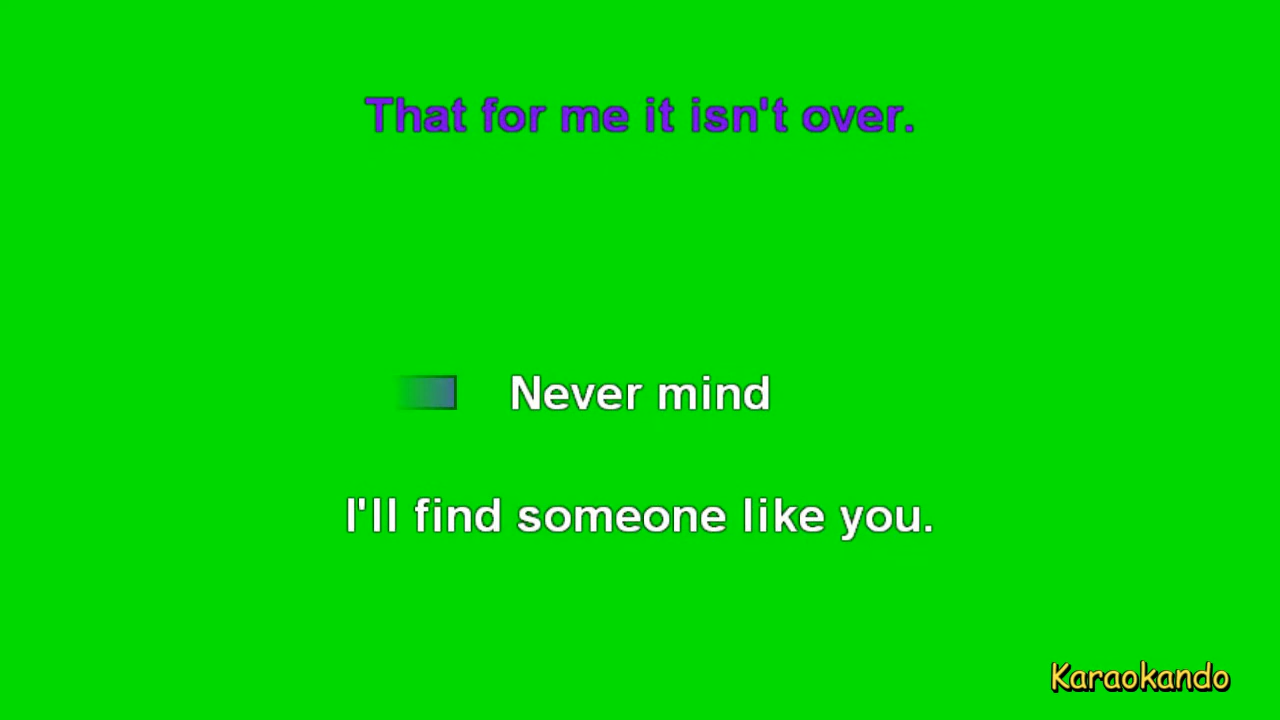 That for me it isn't over.
Never mind
I'll find someone like you.
Karaokando